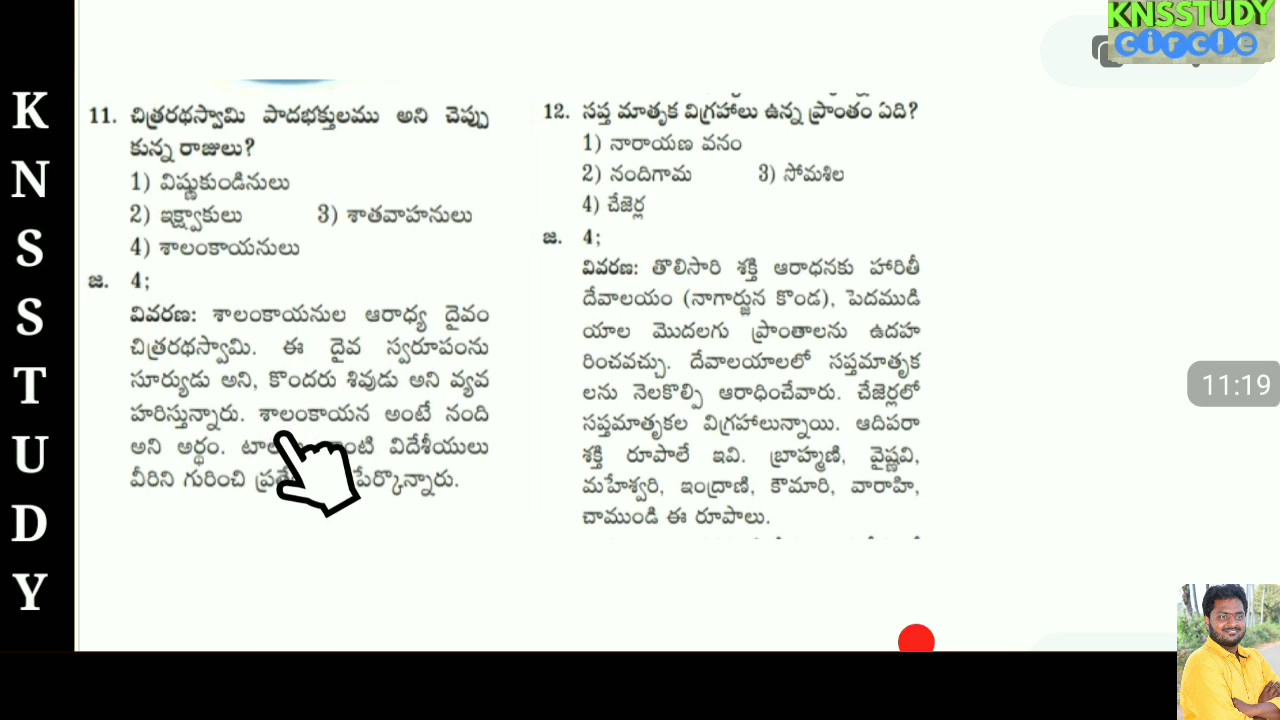 KNSSTUDY
circle
K
N
S
S
T
U
D
Y
11. చిత్రరథస్వామి పాదభక్తులము అని చెప్పు
కున్న రాజులు?
1) విష్ణుకుండినులు
2) ఇక్ష్వాకులు 3) శాతవాహనులు
4) శాలంకాయనులు
జ. 4;
వివరణ: శాలంకాయనుల ఆరాధ్య దైవం
చిత్రరథస్వామి. ఈ దైవ స్వరూపంను
సూర్యుడు అని, కొందరు శివుడు అని వ్యవ
హరిస్తున్నారు. శాలంకాయన అంటే నంది
అని అర్థం. విదేశీయులు
వీరిని గురించి పేర్కొన్నారు.
12. సప్త మాతృక విగ్రహాలు ఉన్న ప్రాంతం ఏది?
1) నారాయణ వనం
2) నందిగామ 3) సోమశిల
4) చేజెర్ల
జ. 4;
వివరణ: తొలిసారి శక్తి ఆరాధనకు హారితీ
దేవాలయం (నాగార్జున కొండ), పెదముడి
యాల మొదలగు ప్రాంతాలను ఉదహ
రించవచ్చు. దేవాలయాలలో సప్తమాతృక
లను నెలకొల్పి ఆరాధించేవారు. చేజెర్లలో
సప్తమాతృకల విగ్రహాలున్నాయి. ఆదిపరా
శక్తి రూపాలే ఇవి. బ్రాహ్మణి, వైష్ణవి,
మహేశ్వరి, ఇంద్రాణి, కౌమారి, వారాహి,
చాముండి ఈ రూపాలు.
11:19